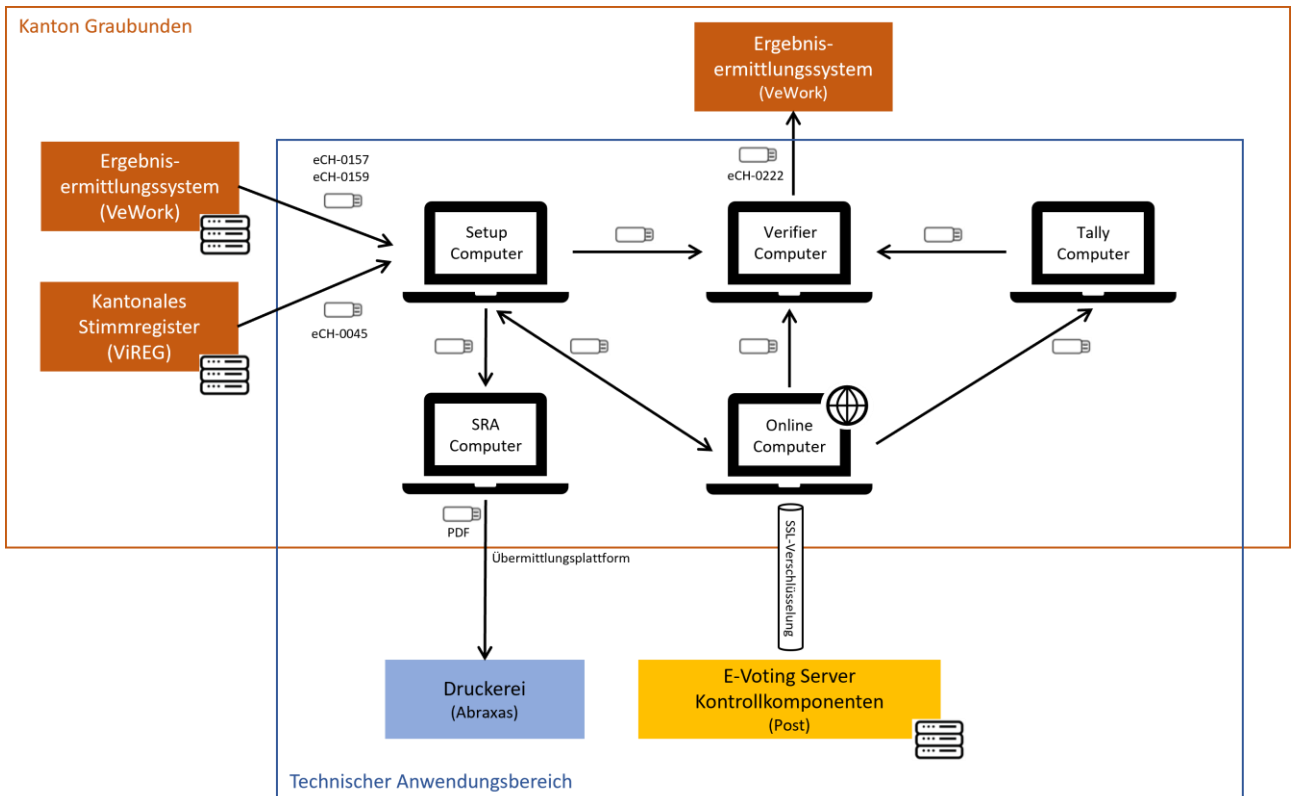 Kanton Graubunden
Ergebnis-
ermittlungssystem
(VeWork)
Ergebnis-
ermittlungssystem
(VeWork)
eCH-0157
eCH-0159
eCH-0222
Setup
Computer
Verifier
Computer
Tally
Computer
Kantonales
Stimmregister
(ViREG)
eCH-0045
SRA
Computer
Online
Computer
PDF
Übermittlungsplattform
SSL-Verschlüsselung
Druckerei
(Abraxas)
E-Voting Server
Kontrollkomponenten
(Post)
Technischer Anwendungsbereich